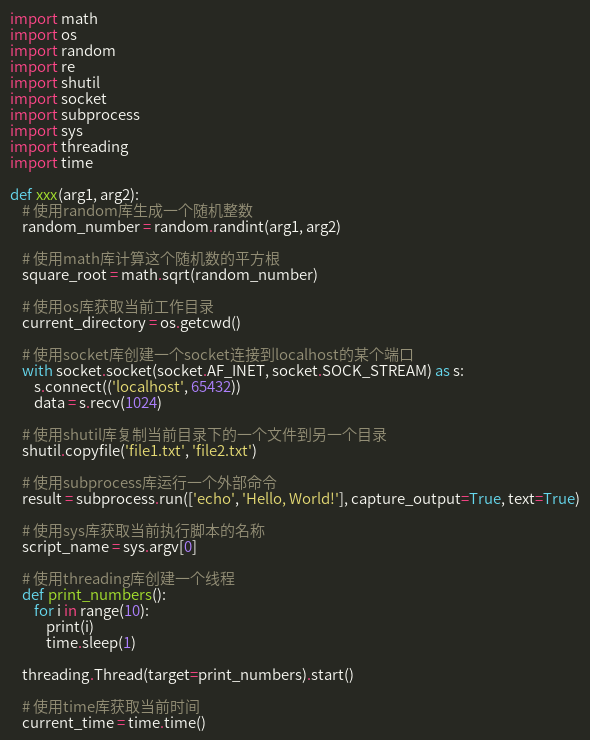 import math
import os
import random
import re
import shutil
import socket
import subprocess
import sys
import threading
import time
def xxx(arg1, arg2):
# 使用random库生成一个随机整数
random_number = random.randint(arg1, arg2)
# 使用math库计算这个随机数的平方根
square_root = math.sqrt(random_number)
# 使用os库获取当前工作目录
current_directory = os.getcwd()
# 使用socket库创建一个socket连接到localhost的某个端口
with socket.socket(socket.AF_INET, socket.SOCK_STREAM) as s:
s.connect(('localhost', 65432))
data = s.recv(1024)
# 使用shutil库复制当前目录下的一个文件到另一个目录
shutil.copyfile('file1.txt', 'file2.txt')
# 使用subprocess库运行一个外部命令
result = subprocess.run(['echo', 'Hello, World!'], capture_output=True, text=True)
# 使用sys库获取当前执行脚本的名称
script_name = sys.argv[0]
# 使用threading库创建一个线程
def print_numbers():
for i in range(10):
print(i)
time.sleep(1)
threading.Thread(target=print_numbers).start()
# 使用time库获取当前时间
current_time = time.time()